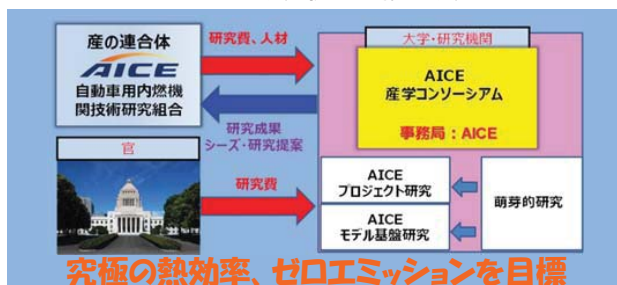 産の連合体
AICE
自動車用内燃機
関技術研究組合
研究費、人材
研究成果
シーズ・研究提案
大学・研究機関
AICE
産学コンソーシアム
事務局：AICE
官
研究費
AICE
プロジェクト研究
AICE
モデル基盤研究
萌芽的研究
究極の熱効率、ゼロエミッションを目標